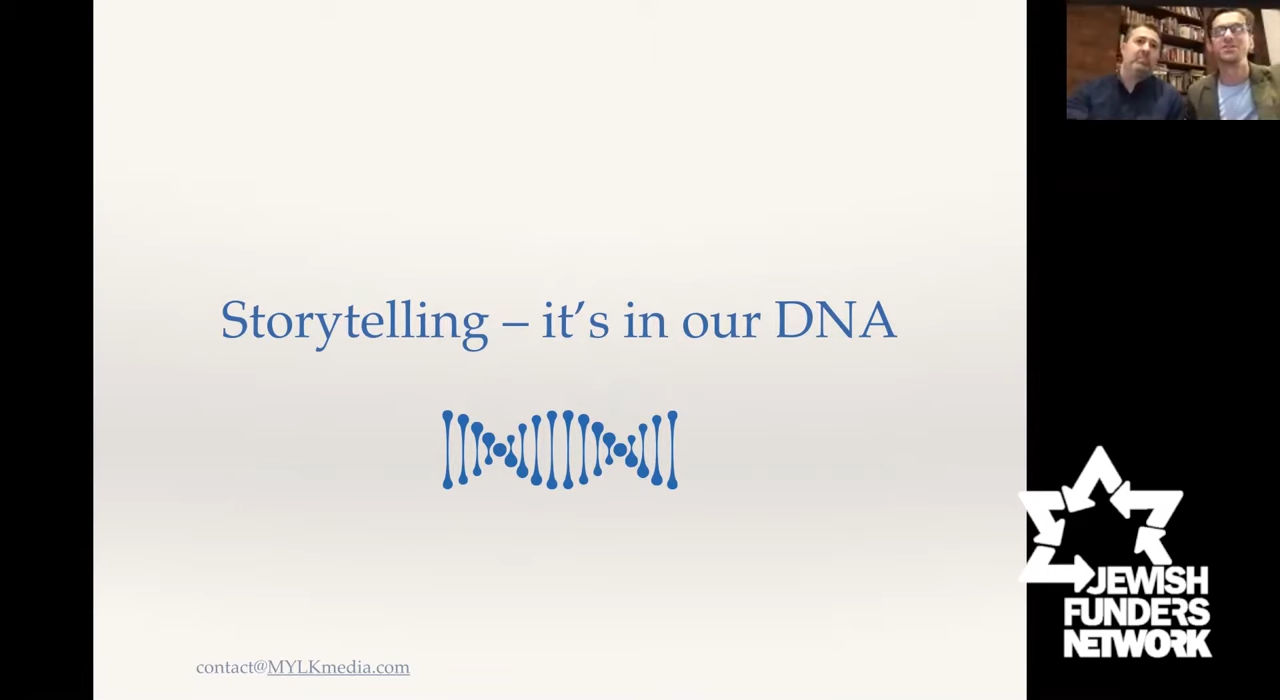 Storytelling – it’s in our DNA
contact@MYLKmedia.com
JEWISH
FUNDERS
NETWORK